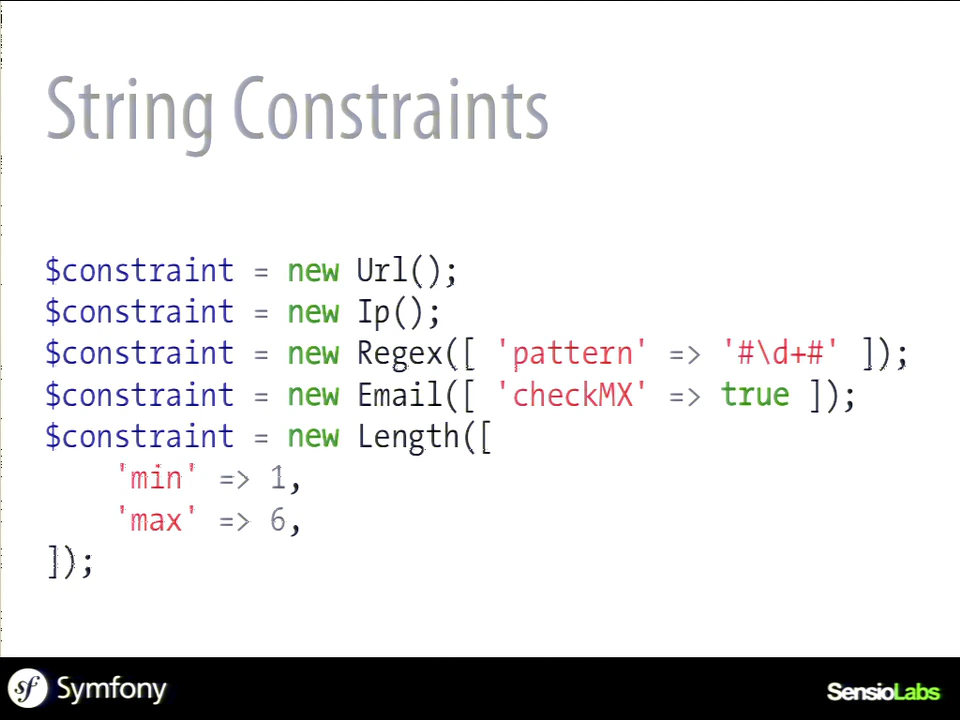 String Constraints
$constraint = new Url();
$constraint = new Ip();
$constraint = new Regex([ 'pattern' => '#\d+#' ]);
$constraint = new Email([ 'checkMX' => true ]);
$constraint = new Length([
    'min' => 1,
    'max' => 6,
]);
sf Symfony
SensioLabs